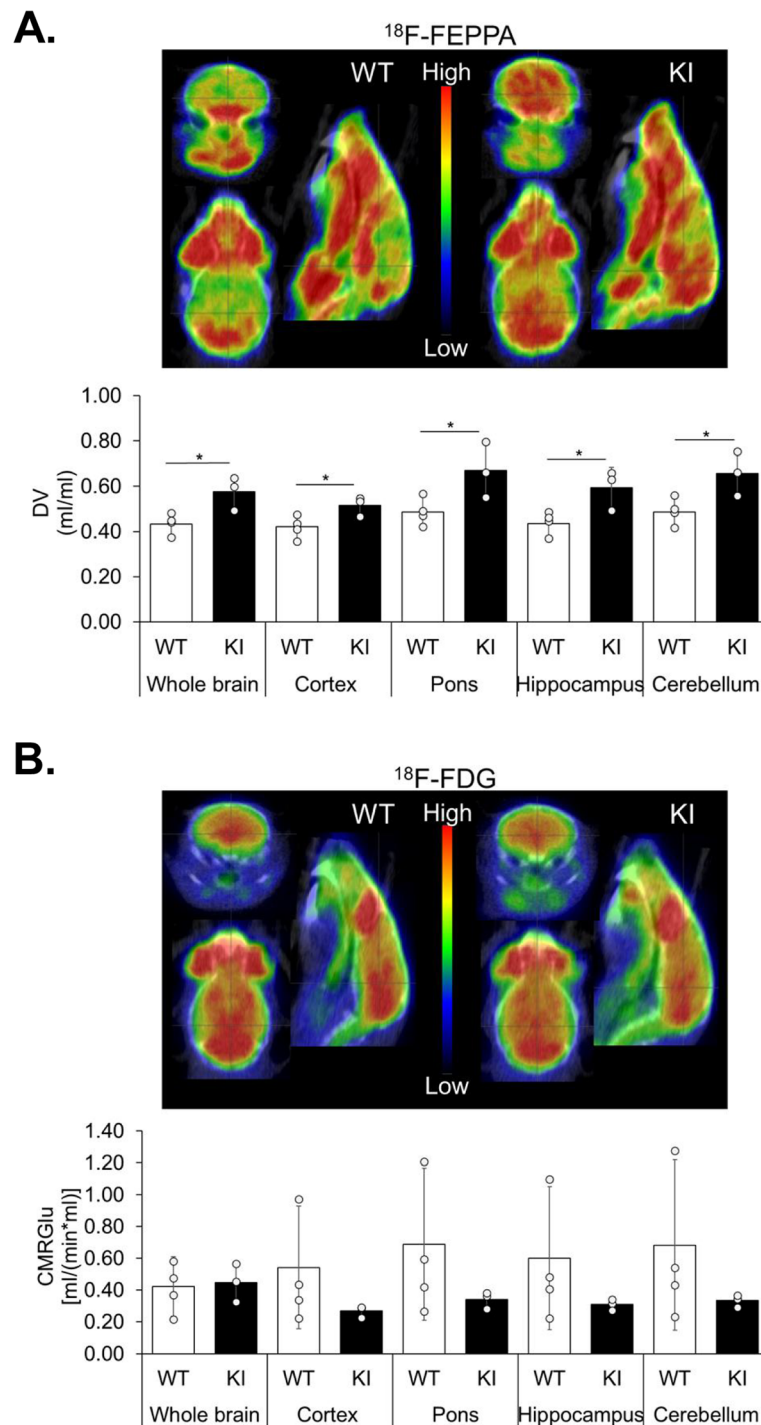 A.
¹⁸F-FEPPA
WT High KI
Low
1.00
0.80
0.60
0.40
0.20
0.00
DV
(ml/ml)
* * * * *
WT KI WT KI WT KI WT KI WT KI
Whole brain Cortex Pons Hippocampus Cerebellum
B.
¹⁸F-FDG
WT High KI
Low
1.40
1.20
1.00
0.80
0.60
0.40
0.20
0.00
CMRGlu
[ml/(min*ml)]
WT KI WT KI WT KI WT KI WT KI
Whole brain Cortex Pons Hippocampus Cerebellum